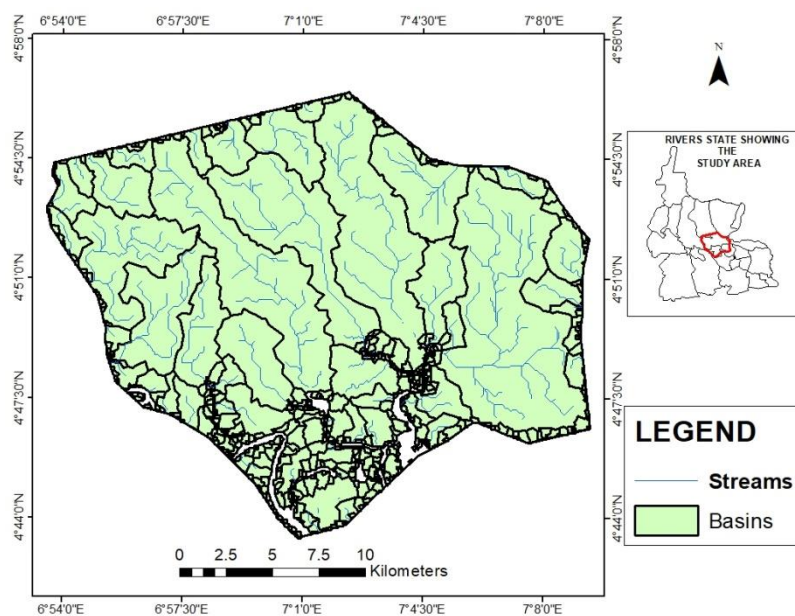 6°54'0"E 6°57'30"E 7°1'0"E 7°4'30"E 7°8'0"E
4°58'0"N
4°54'30"N
4°51'0"N
4°47'30"N
4°44'0"N
4°58'0"N
4°54'30"N
4°51'0"N
4°47'30"N
4°44'0"N
N
RIVERS STATE SHOWING
THE
STUDY AREA
LEGEND
Streams
Basins
0 2.5 5 7.5 10
Kilometers
6°54'0"E 6°57'30"E 7°1'0"E 7°4'30"E 7°8'0"E